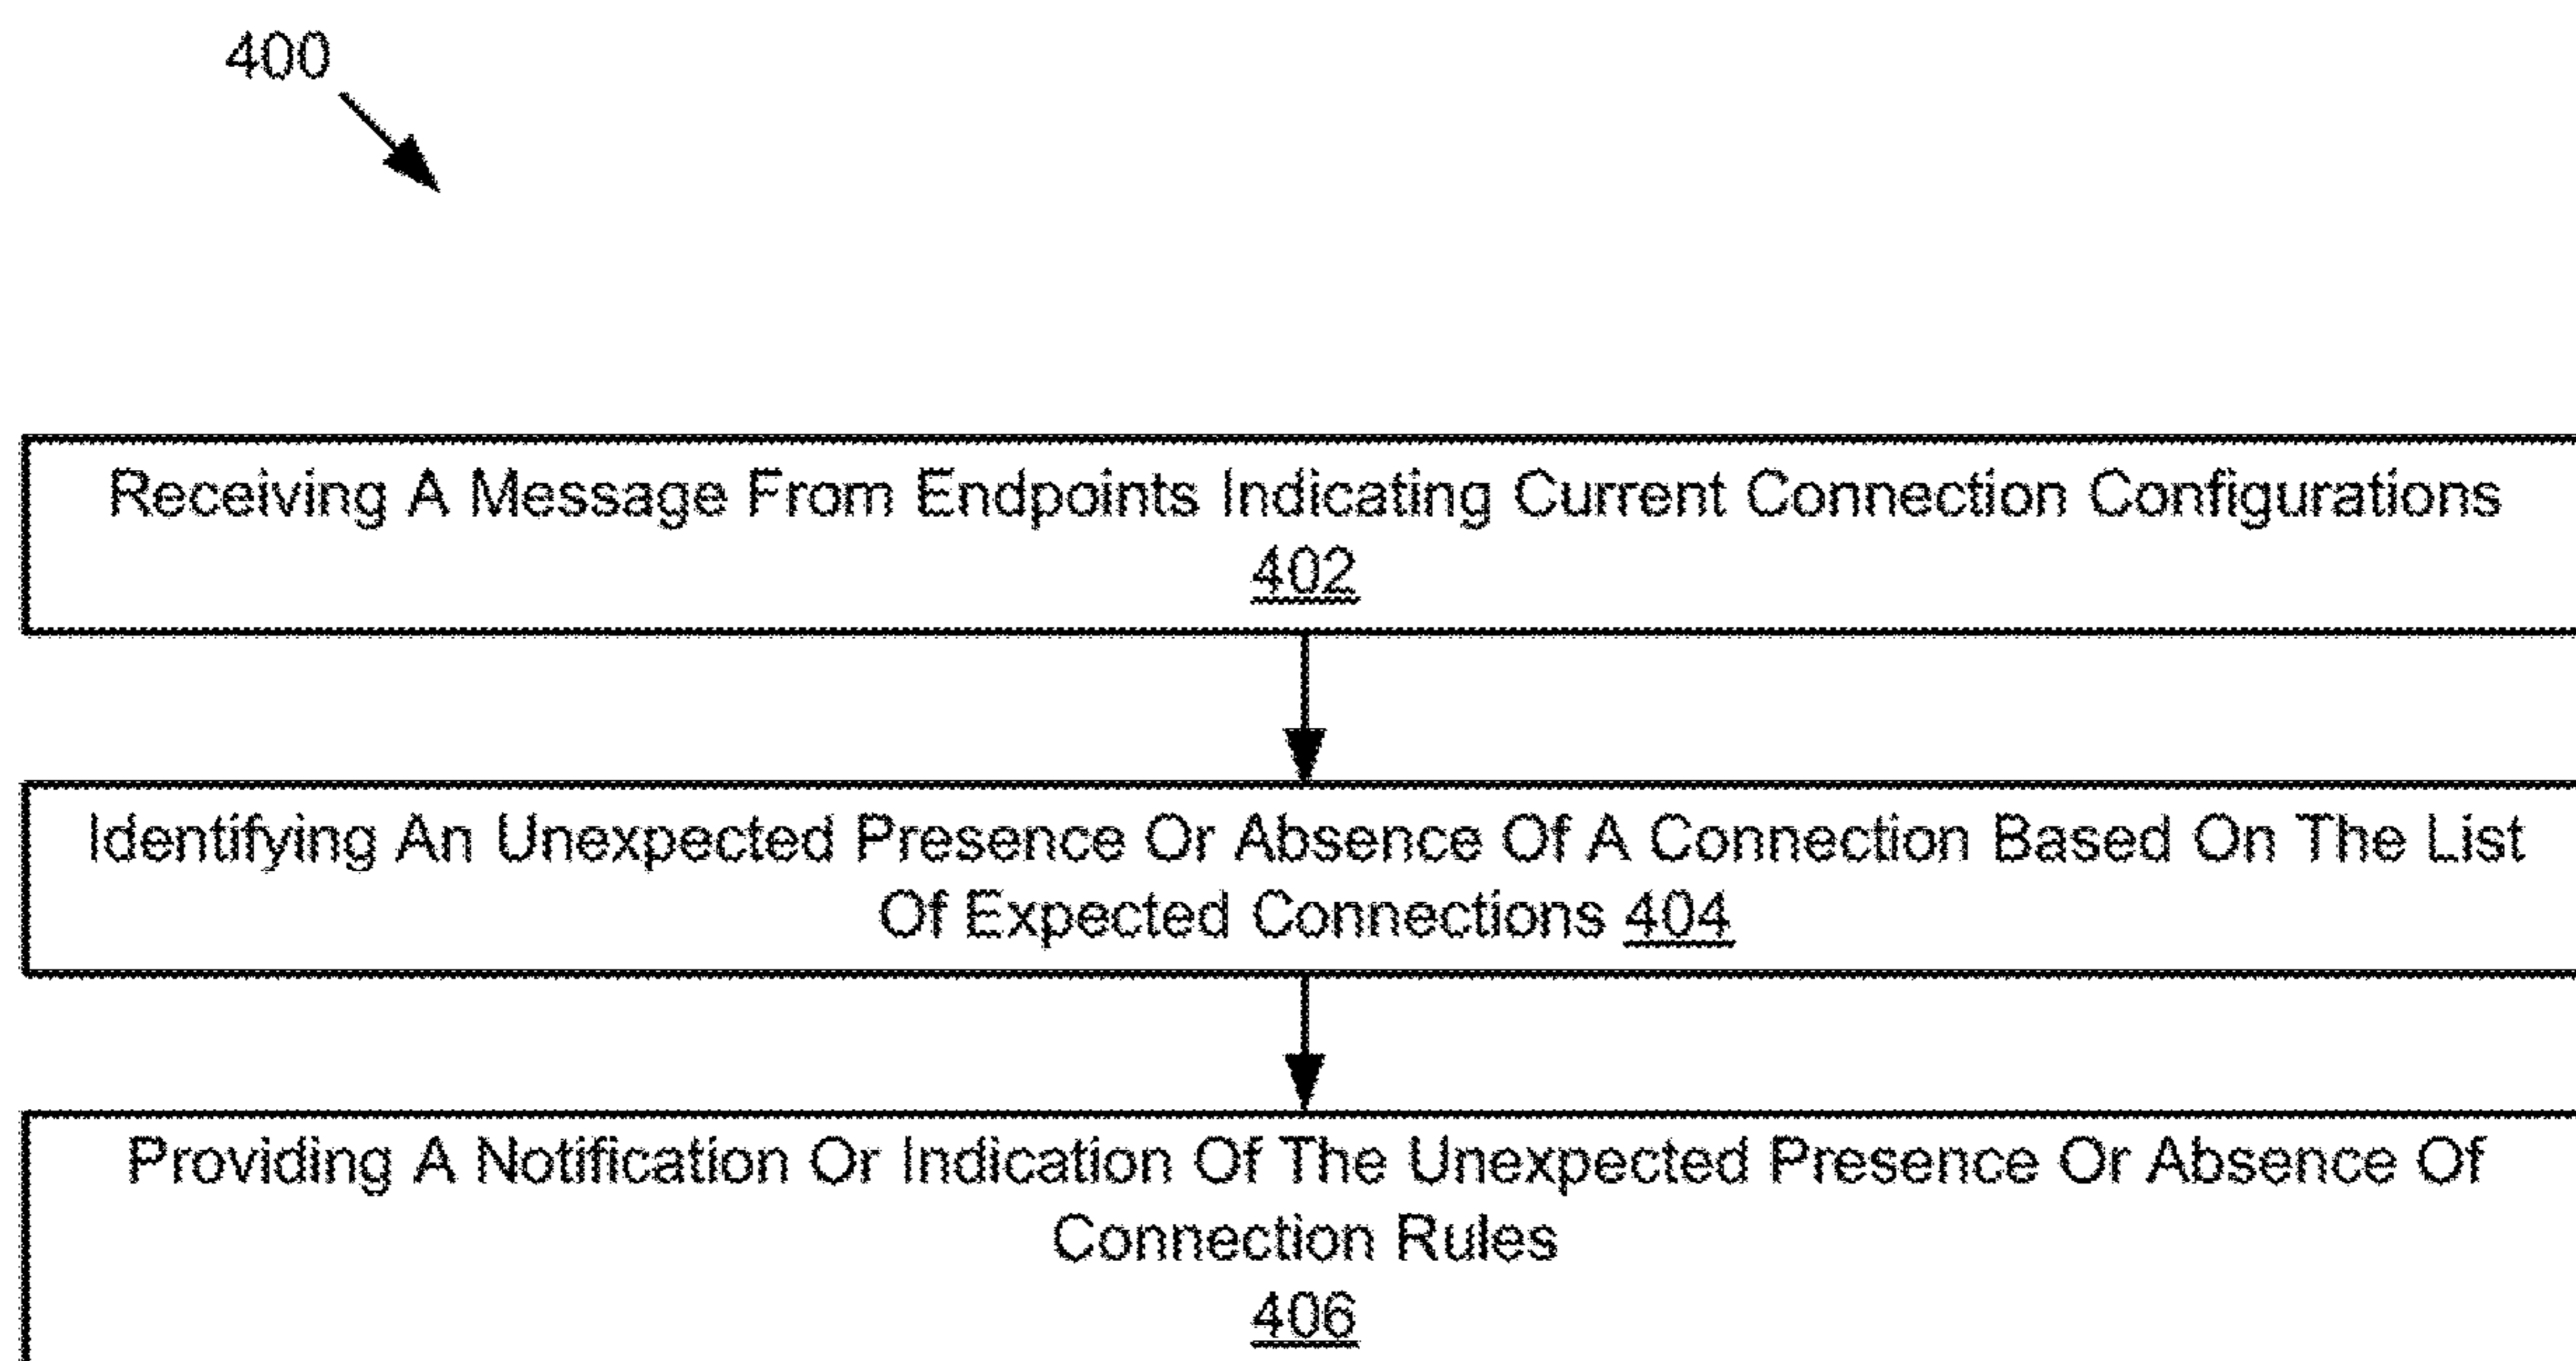 400
Receiving A Message From Endpoints Indicating Current Connection Configurations
402
Identifying An Unexpected Presence Or Absence Of A Connection Based On The List
Of Expected Connections 404
Providing A Notification Or Indication Of The Unexpected Presence Or Absence Of
Connection Rules
406